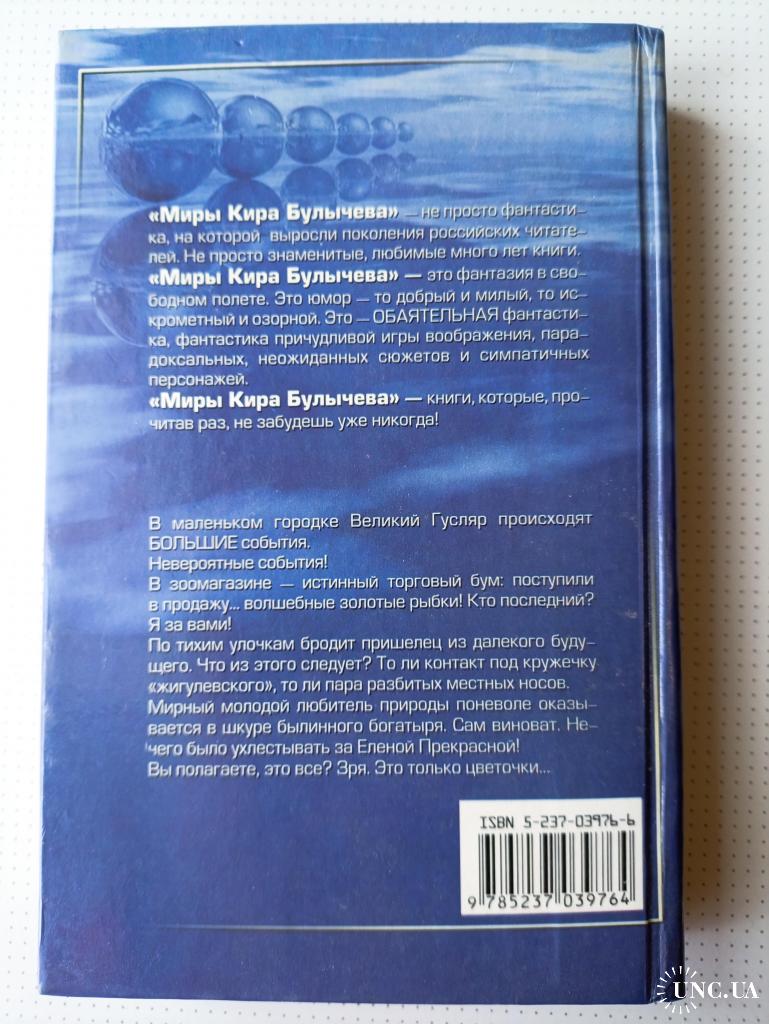 «Миры Кира Булычева» — не просто фантасти-
ка, на которой выросли поколения российских читате-
лей. Не просто знаменитые, любимые много лет книги.
«Миры Кира Булычева» — это фантазия в сво-
бодном полете. Это юмор — то добрый и милый, то ис-
крометный и озорной. Это — ОБАЯТЕЛЬНАЯ фантасти-
ка, фантастика причудливой игры воображения, пара-
доксальных, неожиданных сюжетов и симпатичных
персонажей.
«Миры Кира Булычева» — книги, которые, про-
читав раз, не забудешь уже никогда!
В маленьком городке Великий Гусляр происходят
БОЛЬШИЕ события.
Невероятные события!
В зоомагазине — истинный торговый бум: поступили
в продажу... волшебные золотые рыбки! Кто последний?
Я за вами!
По тихим улочкам бродит пришелец из далекого буду-
щего. Что из этого следует? То ли контакт под кружечку
«жигулевского», то ли пара разбитых местных носов.
Мирный молодой любитель природы поневоле оказы-
вается в шкуре былинного богатыря. Сам виноват. Не-
чего было ухлестывать за Еленой Прекрасной!
Вы полагаете, это все? Зря. Это только цветочки...
ISBN 5-237-03976-6
9 785237 039764
UNC.UA